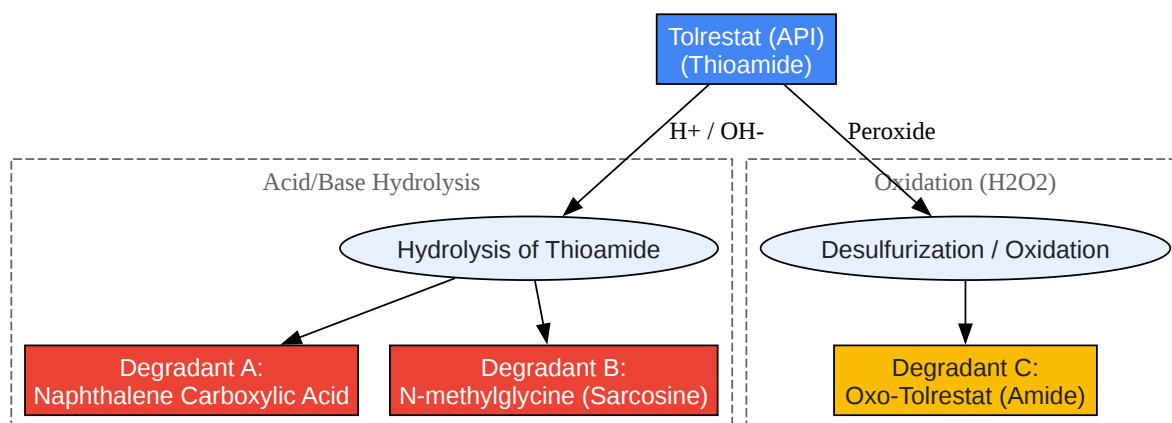 Tolrestat (API)
(Thioamide)
H+ / OH-
Peroxide
Acid/Base Hydrolysis
Oxidation (H2O2)
Hydrolysis of Thioamide
Desulfurization / Oxidation
Degradant A:
Naphthalene Carboxylic Acid
Degradant B:
N-methylglycine (Sarcosine)
Degradant C:
Oxo-Tolrestat (Amide)